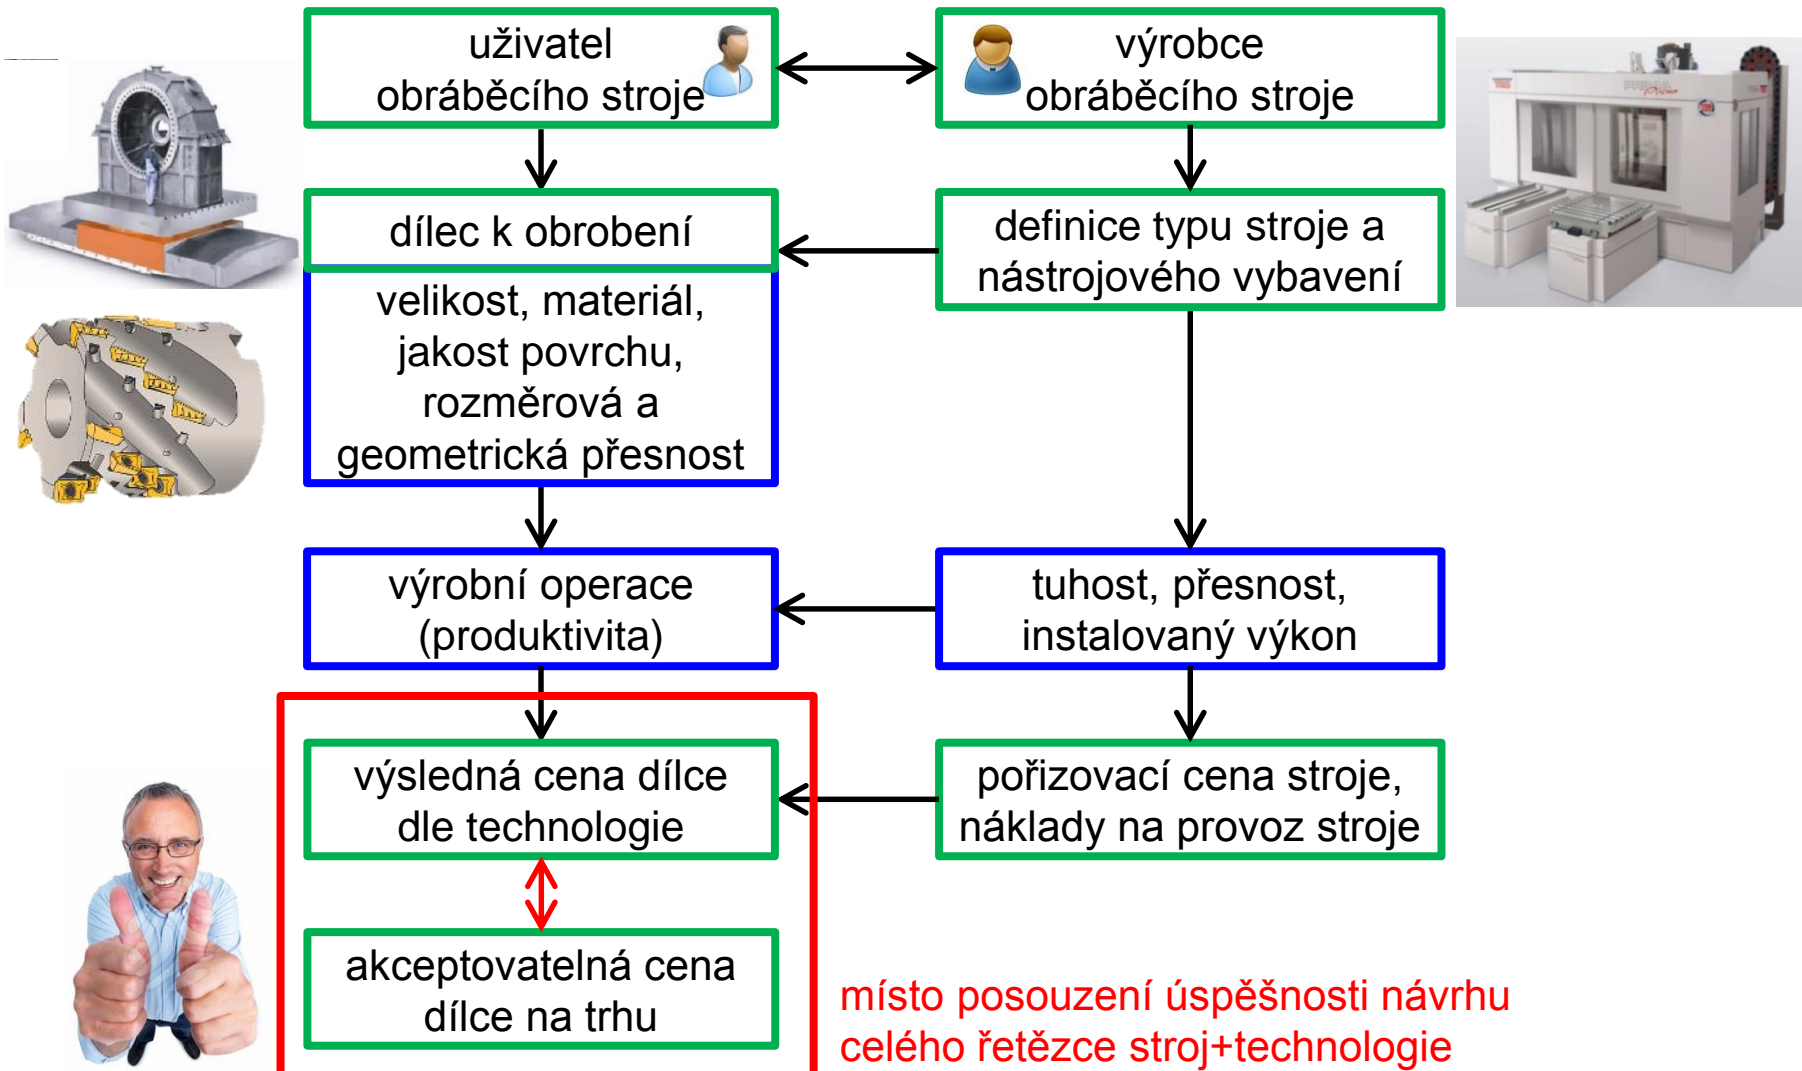 uživatel
obráběcího stroje
výrobce
obráběcího stroje
dílec k obrobení
definice typu stroje a
nástrojového vybavení
velikost, materiál,
jakost povrchu,
rozměrová a
geometrická přesnost
výrobní operace
(produktivita)
tuhost, přesnost,
instalovaný výkon
výsledná cena dílce
dle technologie
pořizovací cena stroje,
náklady na provoz stroje
akceptovatelná cena
dílce na trhu
místo posouzení úspěšnosti návrhu
celého řetězce stroj+technologie